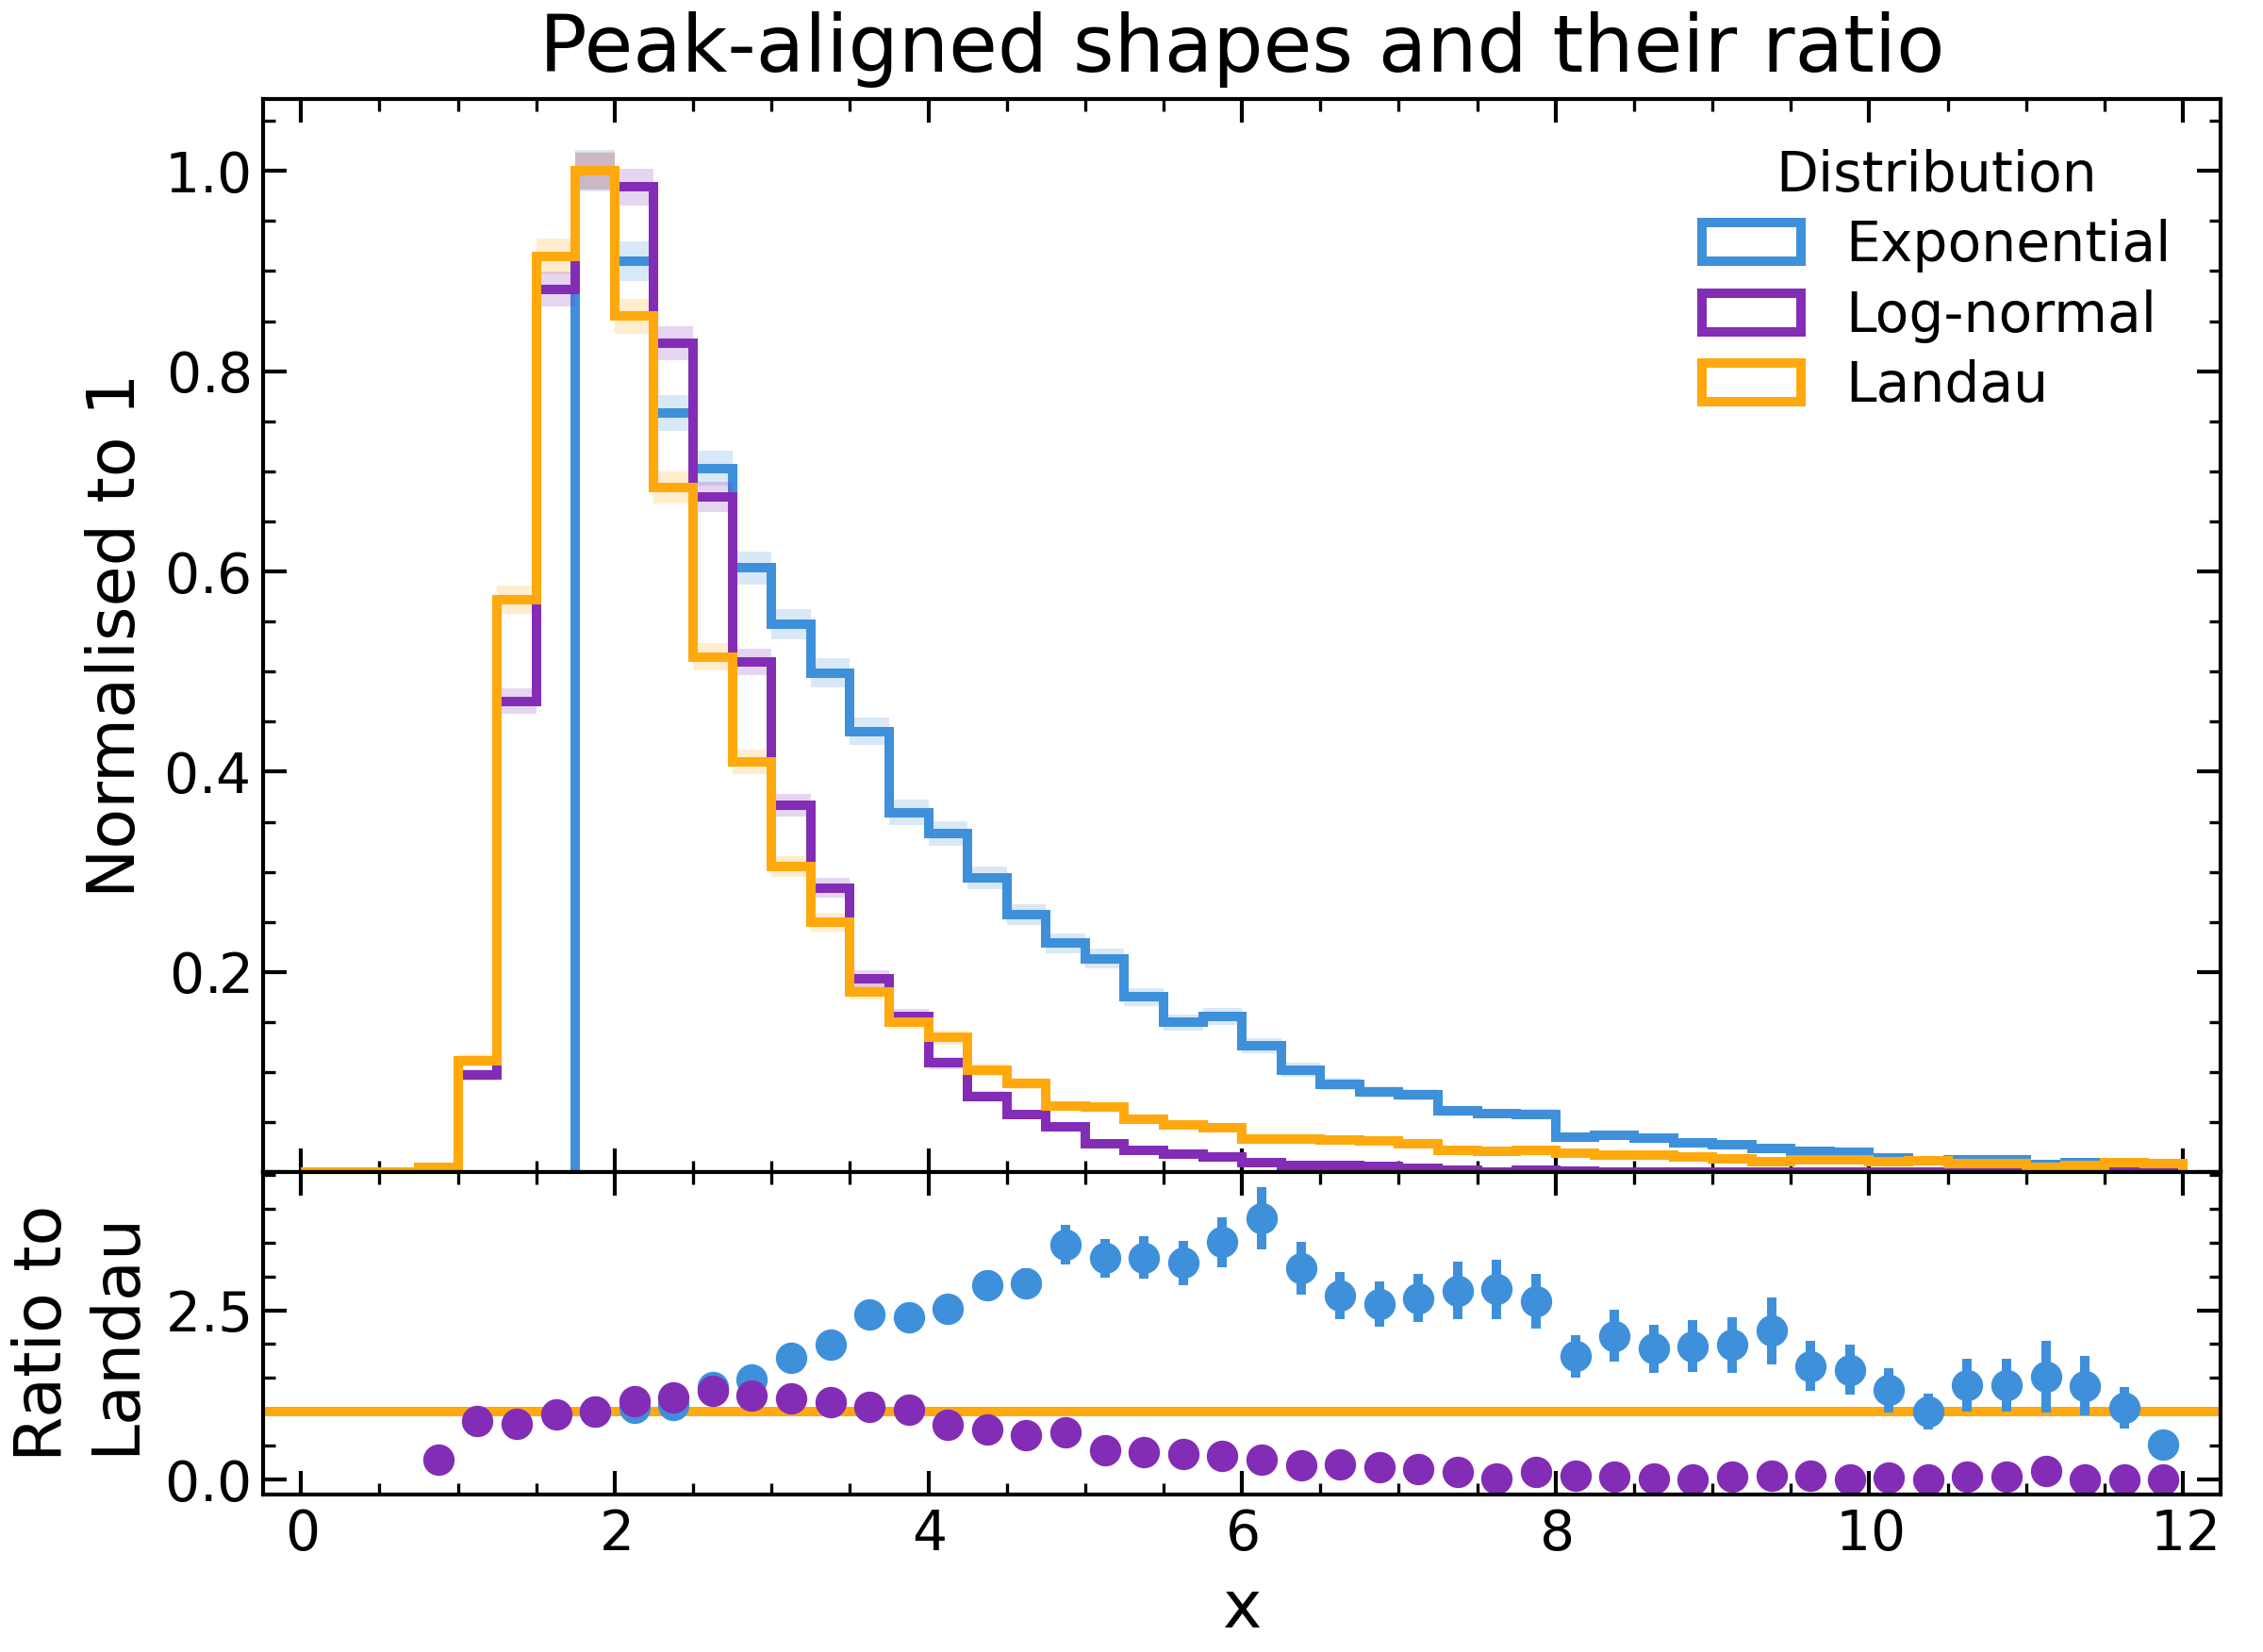 Peak-aligned shapes and their ratio
Normalised to 1
1.0
0.8
0.6
0.4
0.2
Distribution
Exponential
Log-normal
Landau
Ratio to
Landau
2.5
0.0
0 2 4 6 8 10 12
x